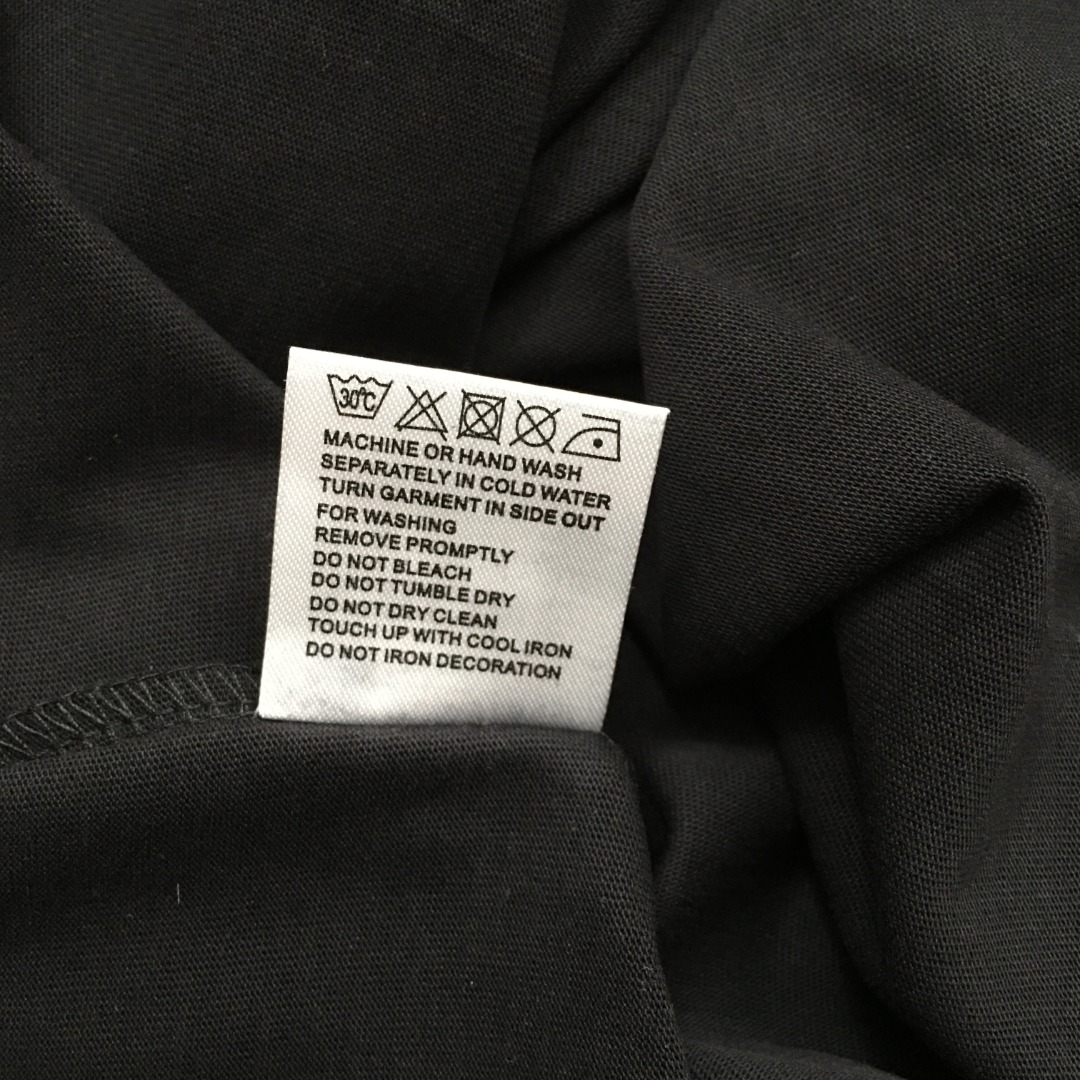 30°C
MACHINE OR HAND WASH
SEPARATELY IN COLD WATER
TURN GARMENT IN SIDE OUT
FOR WASHING
REMOVE PROMPTLY
DO NOT BLEACH
DO NOT TUMBLE DRY
DO NOT DRY CLEAN
TOUCH UP WITH COOL IRON
DO NOT IRON DECORATION